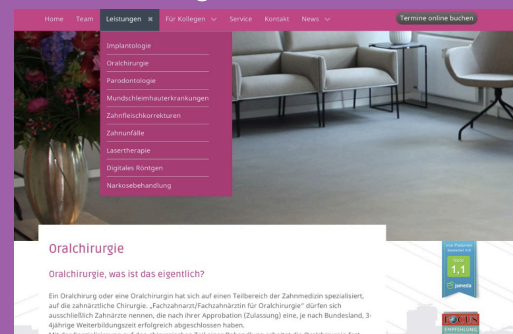 Home Team Leistungen × Für Kollegen Service Kontakt News Termine online buchen
Implantologie
Oralchirurgie
Parodontologie
Mundschleimhauterkrankungen
Zahnfleischkorrekturen
Zahnunfälle
Lasertherapie
Digitales Röntgen
Narkosebehandlung
Oralchirurgie
Oralchirurgie, was ist das eigentlich?
Ein Oralchirurg oder eine Oralchirurgin hat sich auf einen Teilbereich der Zahnmedizin spezialisiert,
auf die zahnärztliche Chirurgie. „Fachzahnarzt/Fachzahnärztin für Oralchirurgie" dürfen sich
ausschließlich Zahnärzte nennen, die nach ihrer Approbation (Zulassung) eine, je nach Bundesland, 3-
4jährige Weiterbildungszeit erfolgreich abgeschlossen haben.
Note
1,1
jameda
FOCUS
EMPFEHLUNG